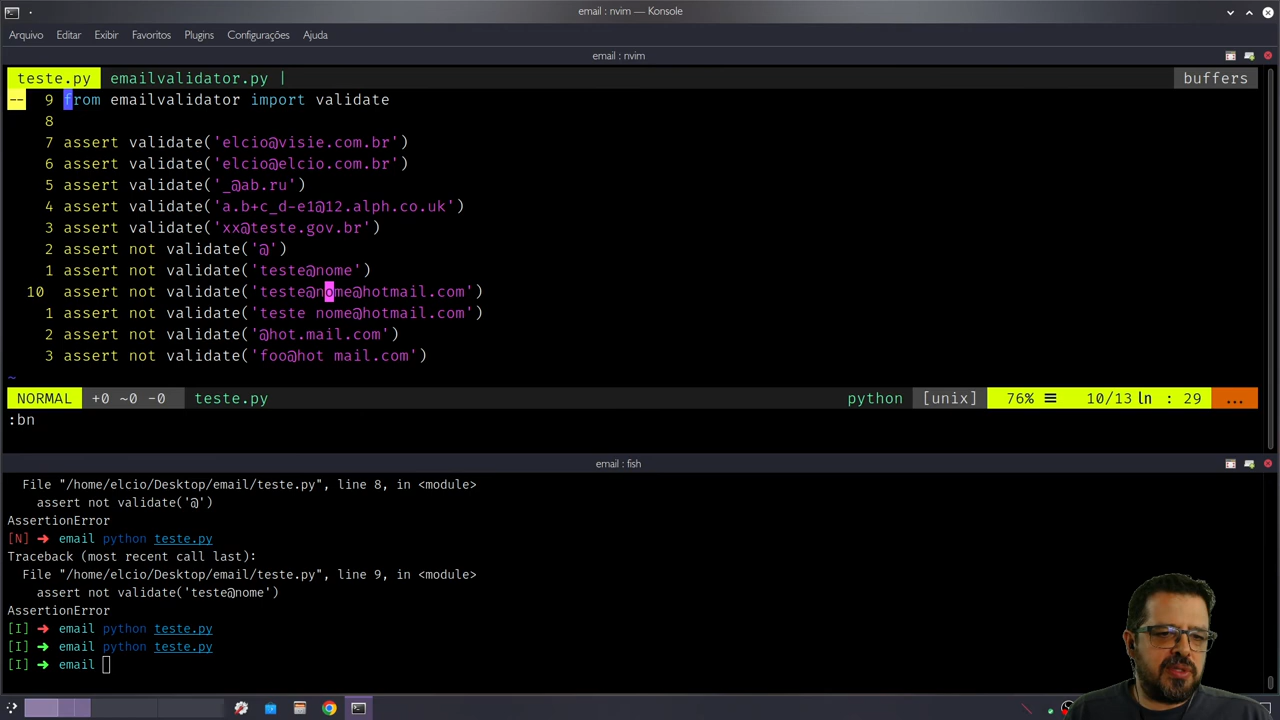 email : nvim — Konsole
Arquivo Editar Exibir Favoritos Plugins Configurações Ajuda
email : nvim
teste.py emailvalidator.py | buffers
-- 9 from emailvalidator import validate
8
7 assert validate('elcio@visie.com.br')
6 assert validate('elcio@elcio.com.br')
5 assert validate('_@ab.ru')
4 assert validate('a.b+c_d-e1@12.alph.co.uk')
3 assert validate('xx@teste.gov.br')
2 assert not validate('@')
1 assert not validate('teste@nome')
10 assert not validate('teste@nome@hotmail.com')
1 assert not validate('teste nome@hotmail.com')
2 assert not validate('@hot.mail.com')
3 assert not validate('foo@hot mail.com')
~
NORMAL +0 ~0 -0 teste.py python [unix] 76% ☰ 10/13 ln : 29 ...
:bn
email : fish
File "/home/elcio/Desktop/email/teste.py", line 8, in <module>
assert not validate('@')
AssertionError
[N] ➜ email python teste.py
Traceback (most recent call last):
File "/home/elcio/Desktop/email/teste.py", line 9, in <module>
assert not validate('teste@nome')
AssertionError
[I] ➜ email python teste.py
[I] ➜ email python teste.py
[I] ➜ email